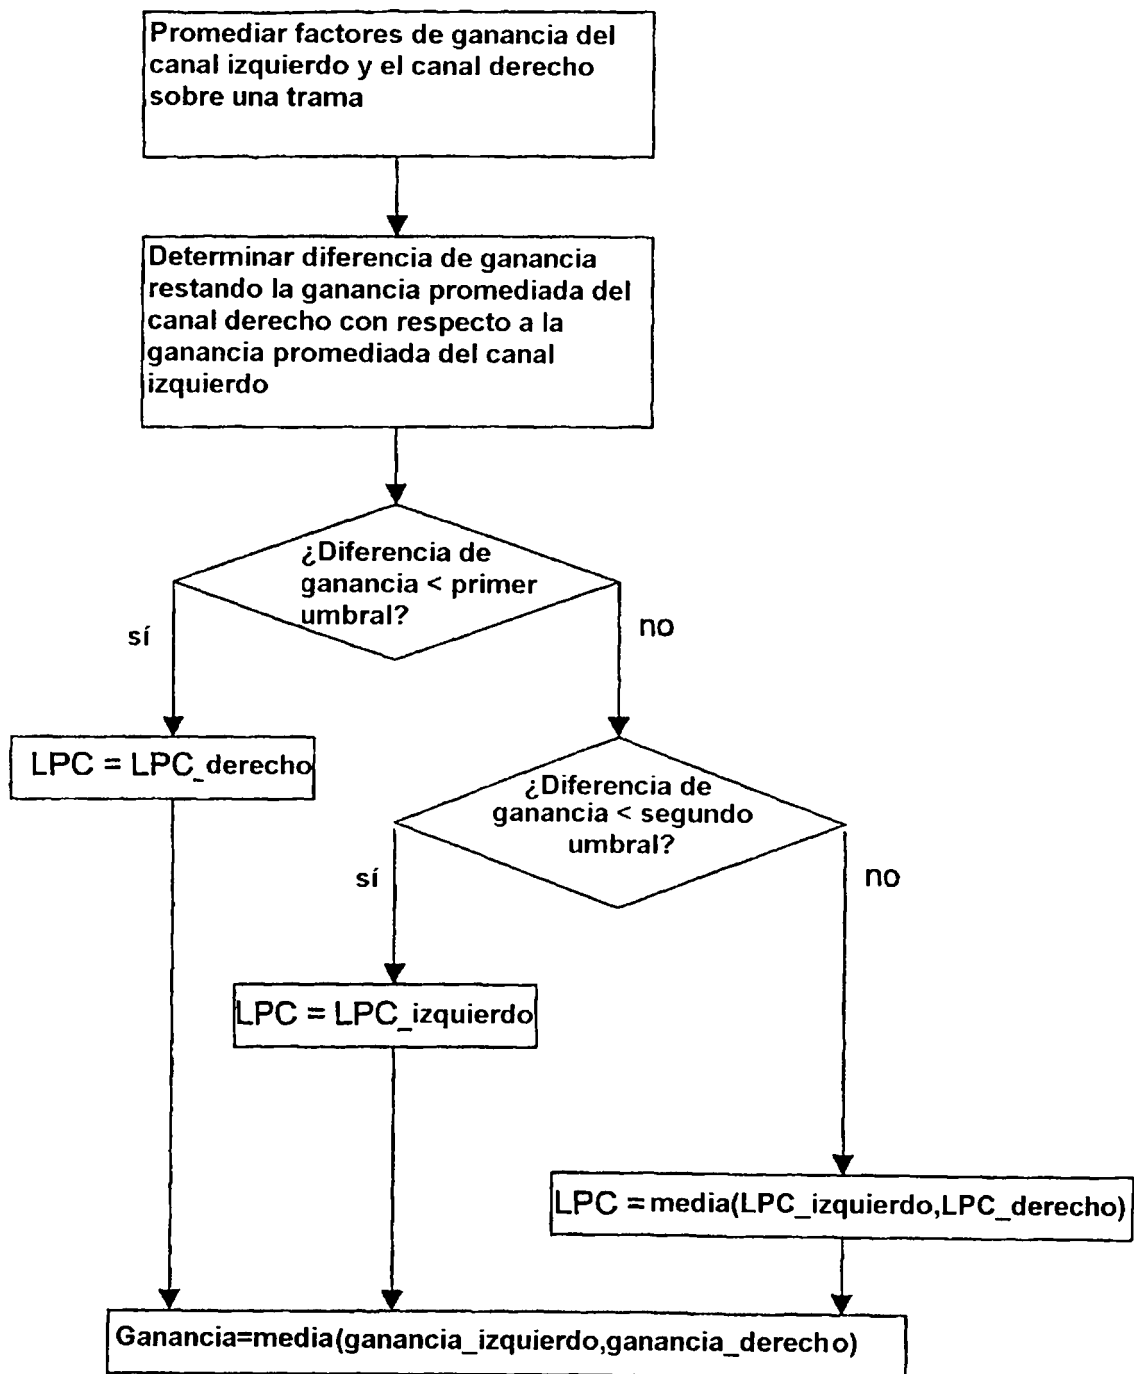 Promediar factores de ganancia del
canal izquierdo y el canal derecho
sobre una trama
Determinar diferencia de ganancia
restando la ganancia promediada del
canal derecho con respecto a la
ganancia promediada del canal
izquierdo
¿Diferencia de
ganancia < primer
umbral?
sí
no
LPC = LPC_derecho
¿Diferencia de
ganancia < segundo
umbral?
sí
no
LPC = LPC_izquierdo
LPC = media(LPC_izquierdo,LPC_derecho)
Ganancia=media(ganancia_izquierdo,ganancia_derecho)